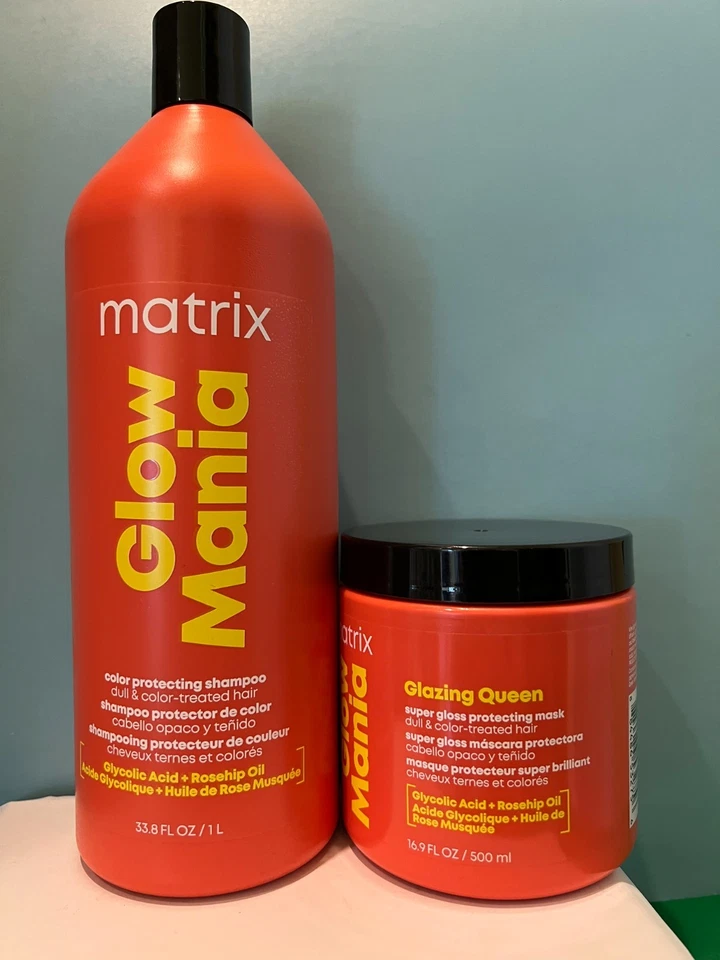 matrix
Glow
Mania
color protecting shampoo
dull & color-treated hair
shampoo protector de color
cabello opaco y teñido
shampooing protecteur de couleur
cheveux ternes et colorés
Glycolic Acid + Rosehip Oil
Acide Glycolique + Huile de Rose Musquée
33.8 FL OZ / 1 L
atrix
Glow
Mania
Glazing Queen
super gloss protecting mask
dull & color-treated hair
super gloss máscara protectora
cabello opaco y teñido
masque protecteur super brilliant
cheveux ternes et colorés
Glycolic Acid + Rosehip Oil
Acide Glycolique + Huile de
Rose Musquée
16.9 FL OZ / 500 ml